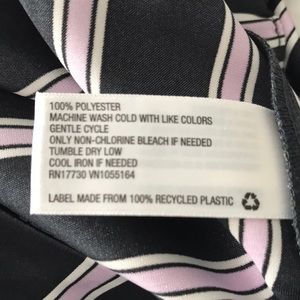 100% POLYESTER
MACHINE WASH COLD WITH LIKE COLORS
GENTLE CYCLE
ONLY NON-CHLORINE BLEACH IF NEEDED
TUMBLE DRY LOW
COOL IRON IF NEEDED
RN17730 VN1055164
LABEL MADE FROM 100% RECYCLED PLASTIC